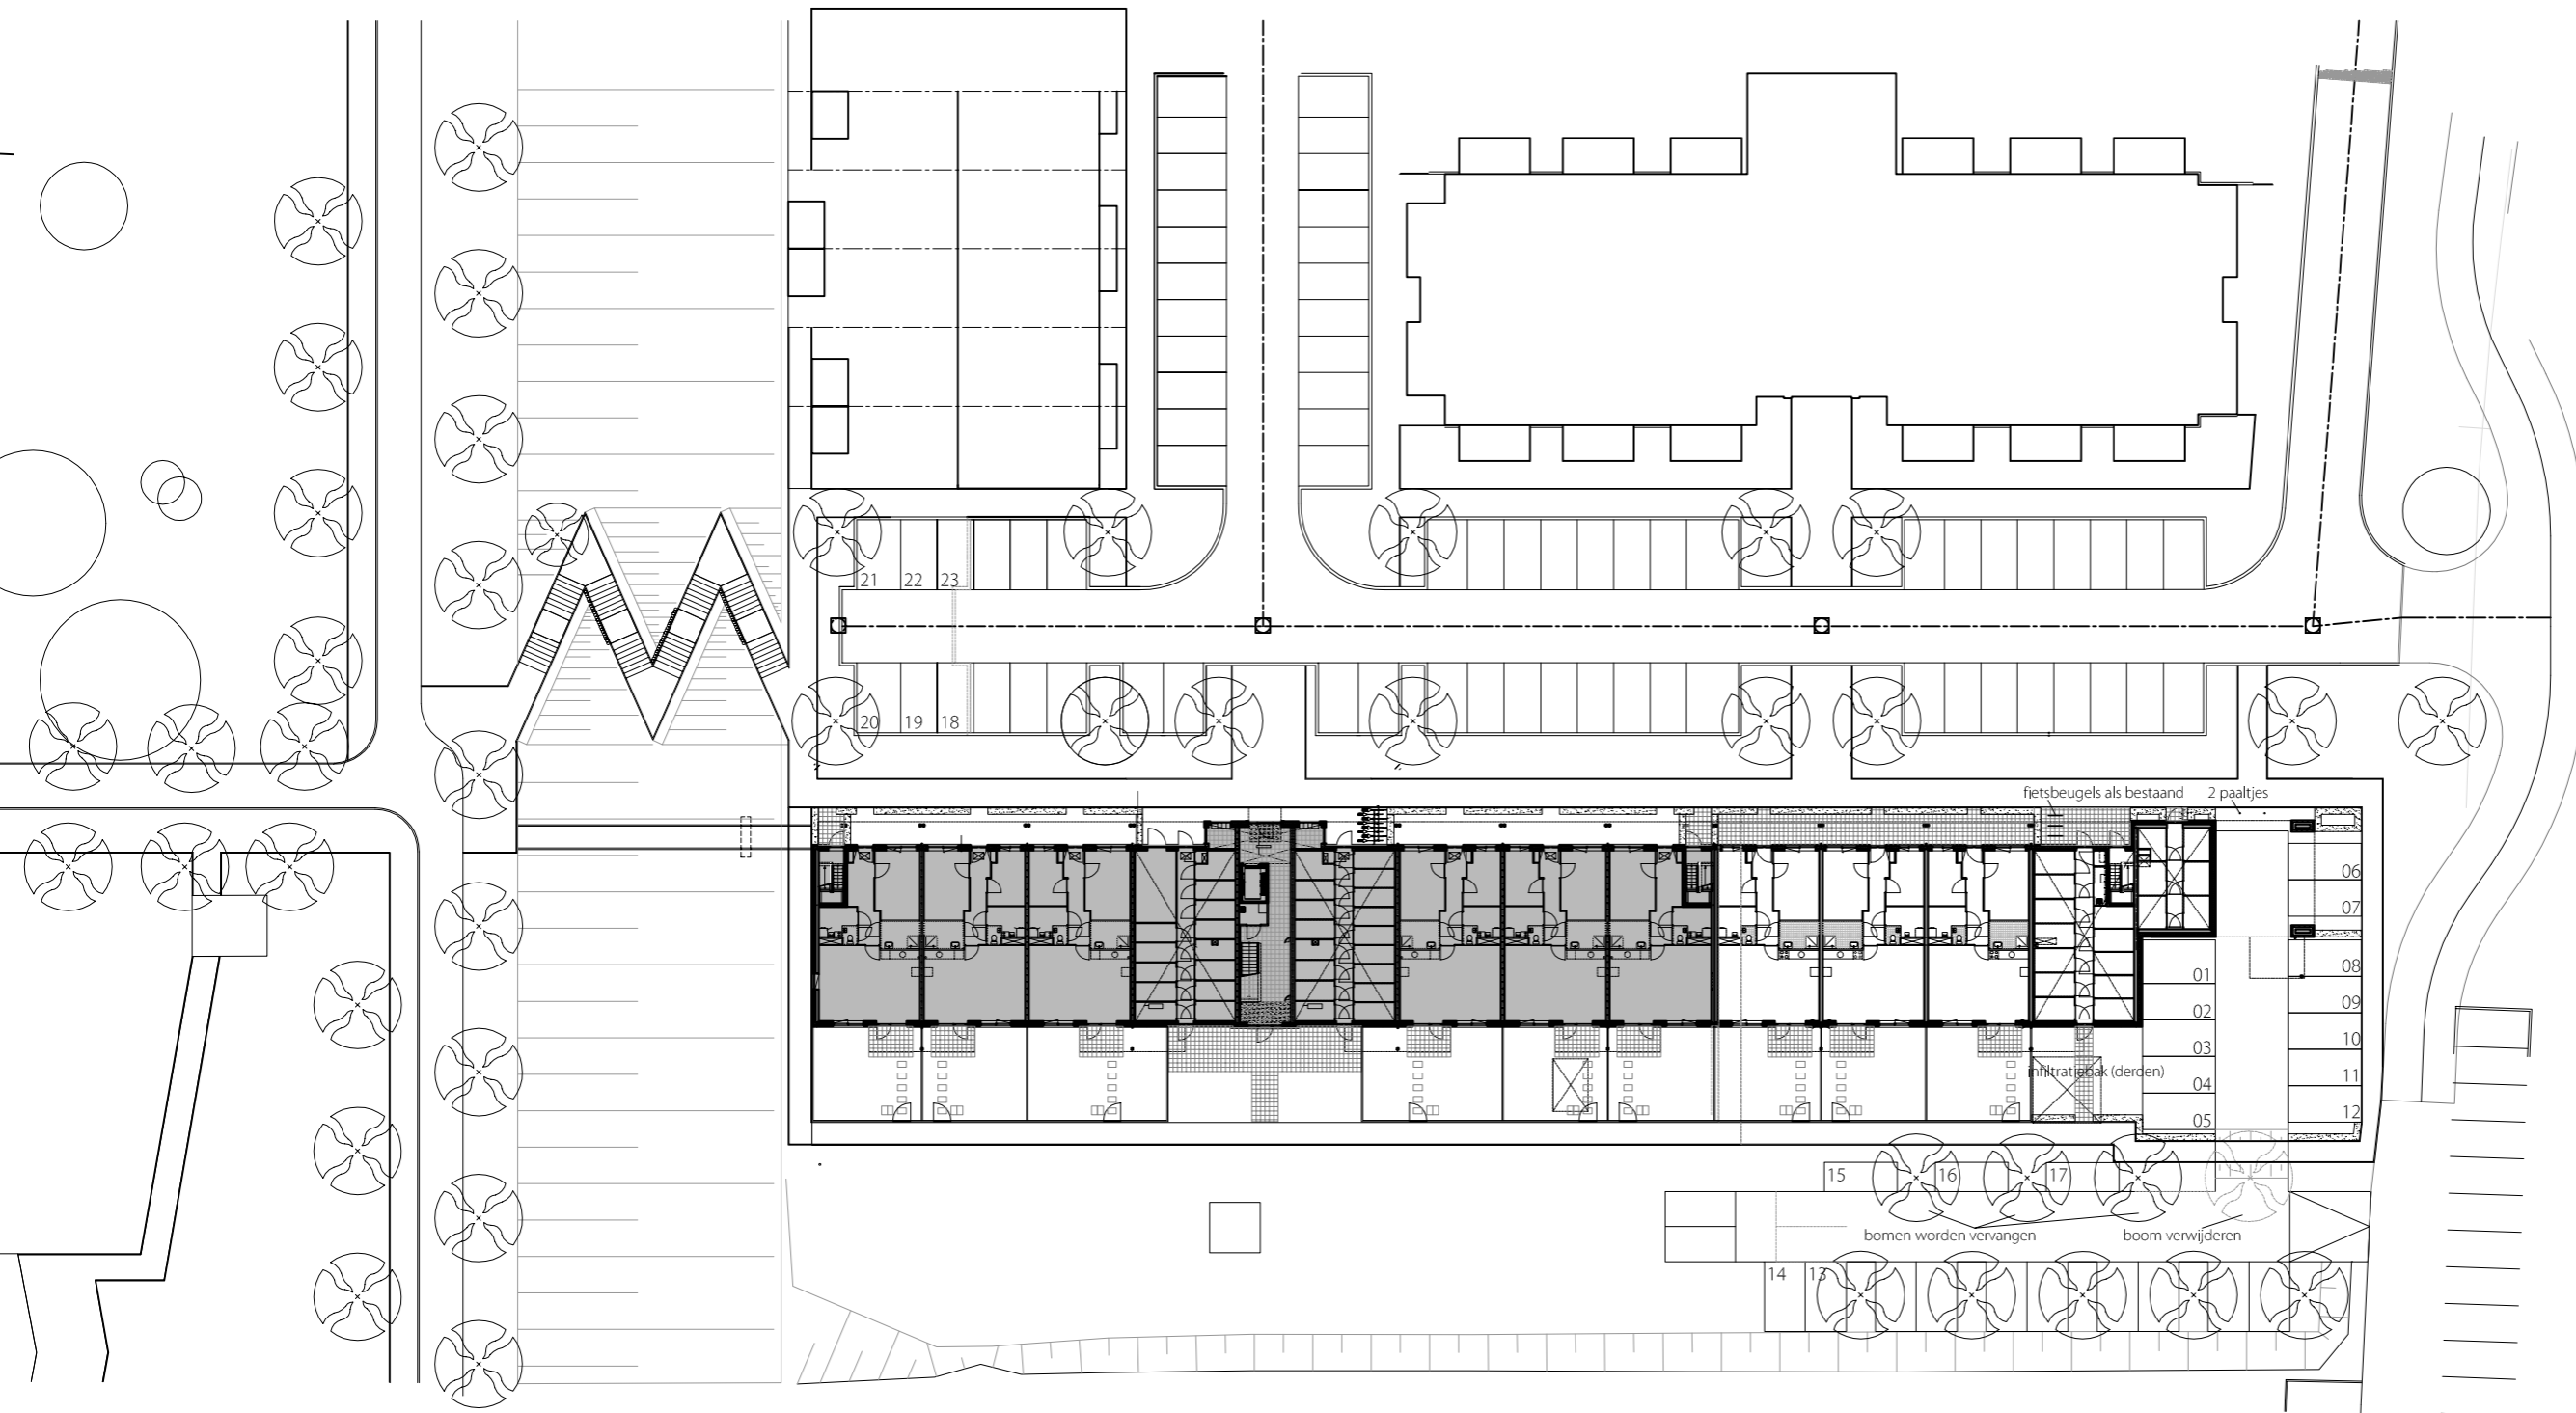 21 22 23
20 19 18
fietsbeugels als bestaand 2 paaltjes
06
07
01 08
02 09
03 10
infiltratiebak (derden)
04 11
05 12
15 16 17
bomen worden vervangen boom verwijderen
14 13